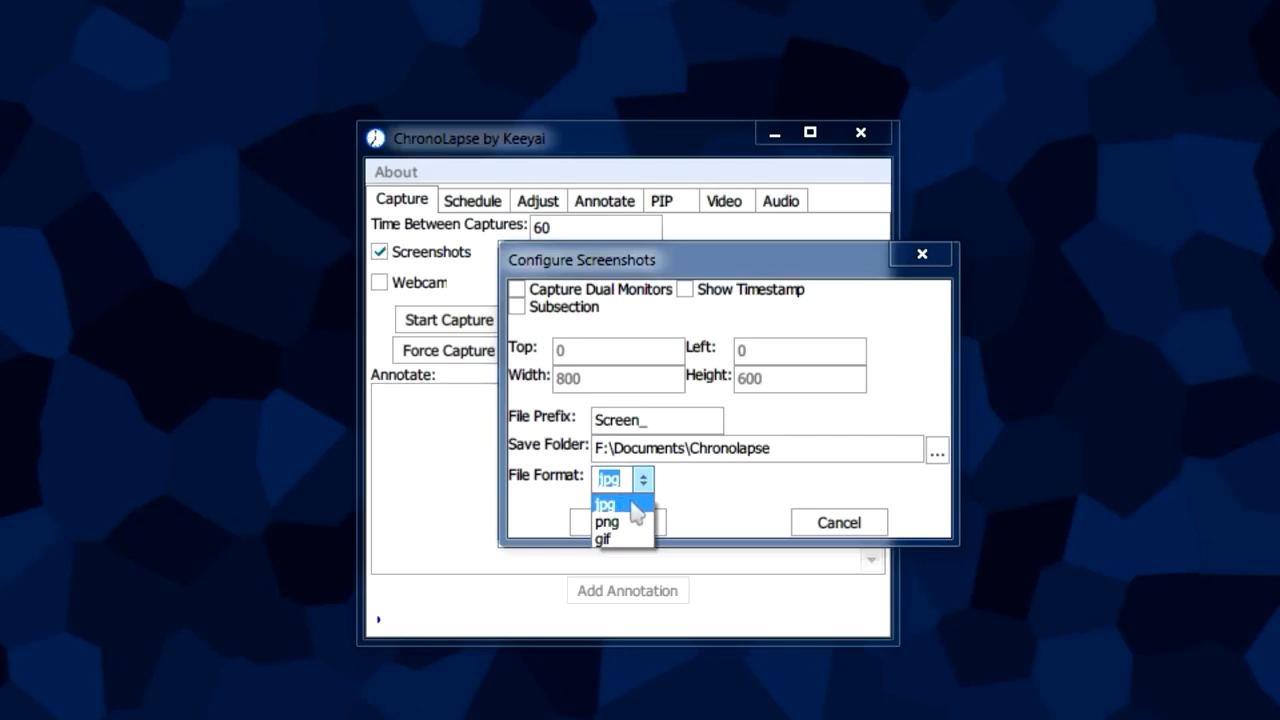 ChronoLapse by Keeyai
About
Capture Schedule Adjust Annotate PIP Video Audio
Time Between Captures: 60
Screenshots
Webcam
Start Capture
Force Capture
Annotate:
Configure Screenshots
Capture Dual Monitors Show Timestamp
Subsection
Top: 0 Left: 0
Width: 800 Height: 600
File Prefix: Screen_
Save Folder: F:\Documents\Chronolapse ...
File Format: jpg
jpg
png
gif
Cancel
Add Annotation